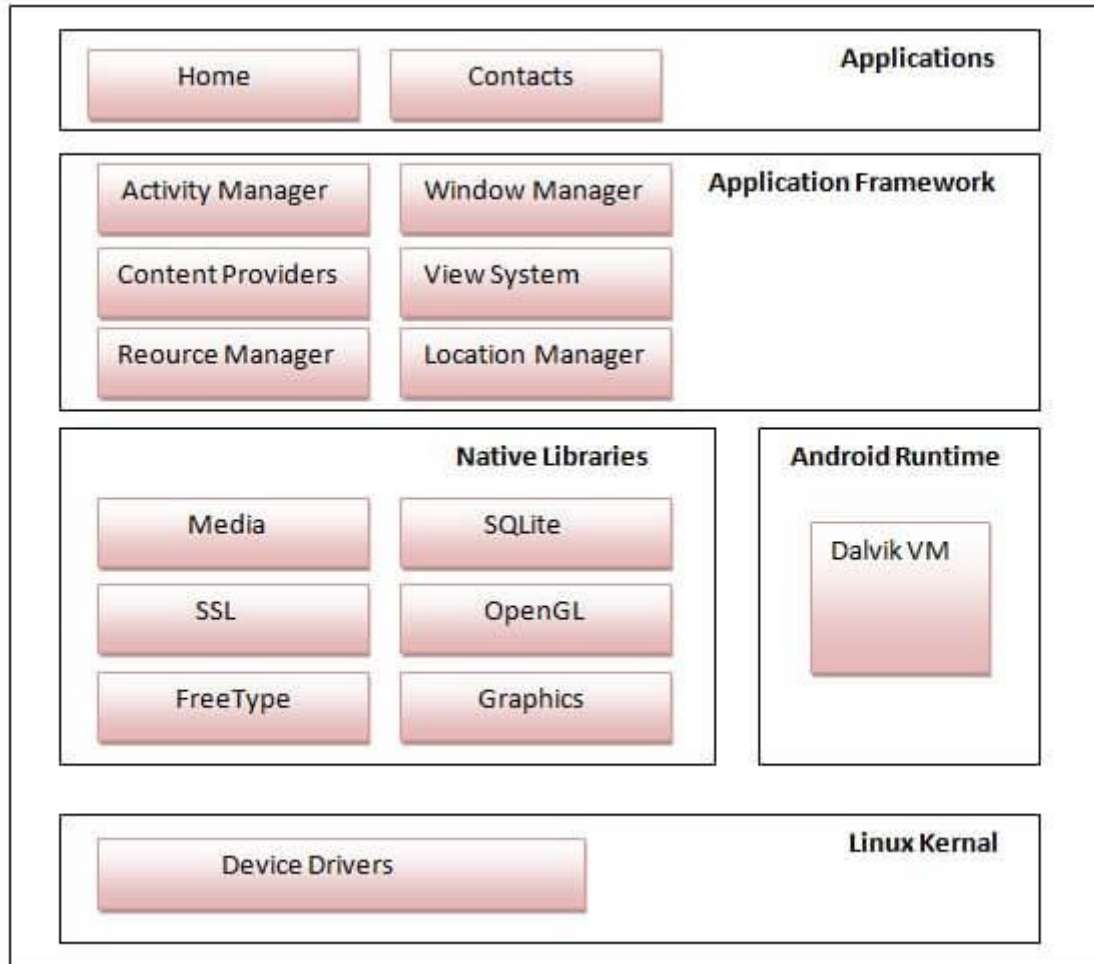 Applications
Home
Contacts
Application Framework
Activity Manager
Window Manager
Content Providers
View System
Reource Manager
Location Manager
Native Libraries
Media
SQLite
SSL
OpenGL
FreeType
Graphics
Android Runtime
Dalvik VM
Linux Kernal
Device Drivers